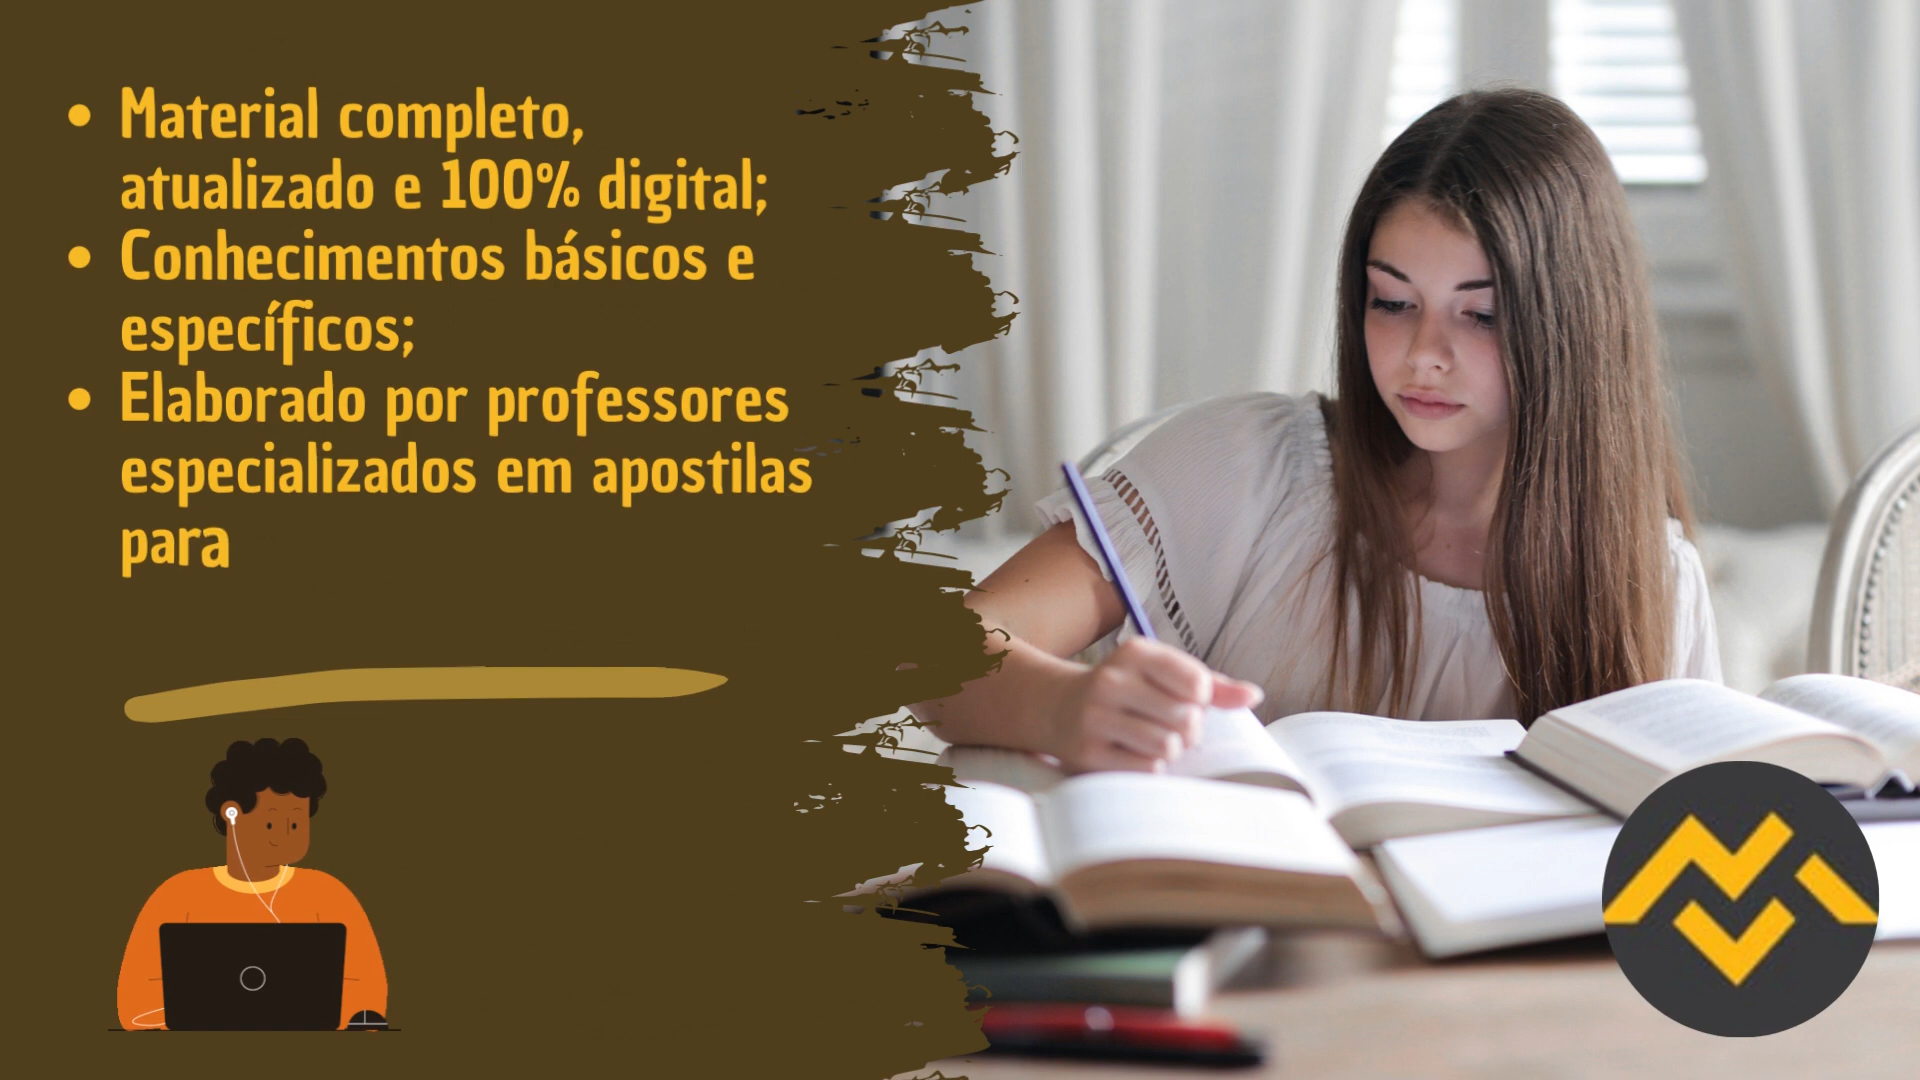 • Material completo,
atualizado e 100% digital;
• Conhecimentos básicos e
específicos;
• Elaborado por professores
especializados em apostilas
para